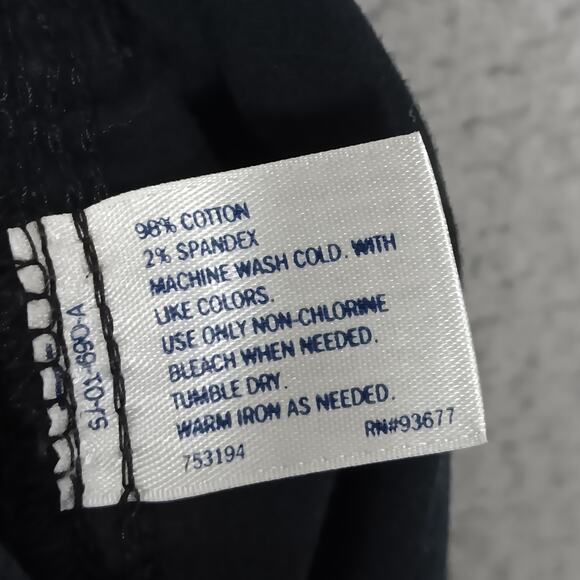 98% COTTON
2% SPANDEX
MACHINE WASH COLD. WITH
LIKE COLORS.
USE ONLY NON-CHLORINE
BLEACH WHEN NEEDED.
TUMBLE DRY.
WARM IRON AS NEEDED.
753194 RN#93677